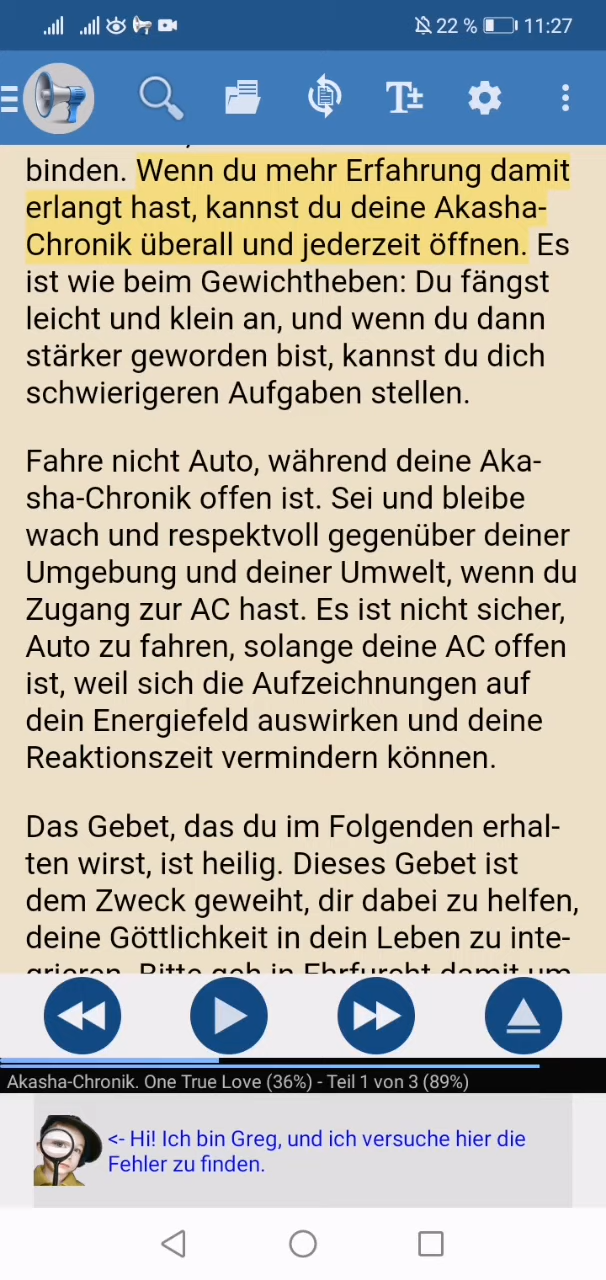 22 % 11:27
T±
binden. Wenn du mehr Erfahrung damit
erlangt hast, kannst du deine Akasha-
Chronik überall und jederzeit öffnen. Es
ist wie beim Gewichtheben: Du fängst
leicht und klein an, und wenn du dann
stärker geworden bist, kannst du dich
schwierigeren Aufgaben stellen.
Fahre nicht Auto, während deine Aka-
sha-Chronik offen ist. Sei und bleibe
wach und respektvoll gegenüber deiner
Umgebung und deiner Umwelt, wenn du
Zugang zur AC hast. Es ist nicht sicher,
Auto zu fahren, solange deine AC offen
ist, weil sich die Aufzeichnungen auf
dein Energiefeld auswirken und deine
Reaktionszeit vermindern können.
Das Gebet, das du im Folgenden erhal-
ten wirst, ist heilig. Dieses Gebet ist
dem Zweck geweiht, dir dabei zu helfen,
deine Göttlichkeit in dein Leben zu inte-
grieren. Bitte geh in Ehrfurcht damit um
Akasha-Chronik. One True Love (36%) - Teil 1 von 3 (89%)
<- Hi! Ich bin Greg, und ich versuche hier die
Fehler zu finden.